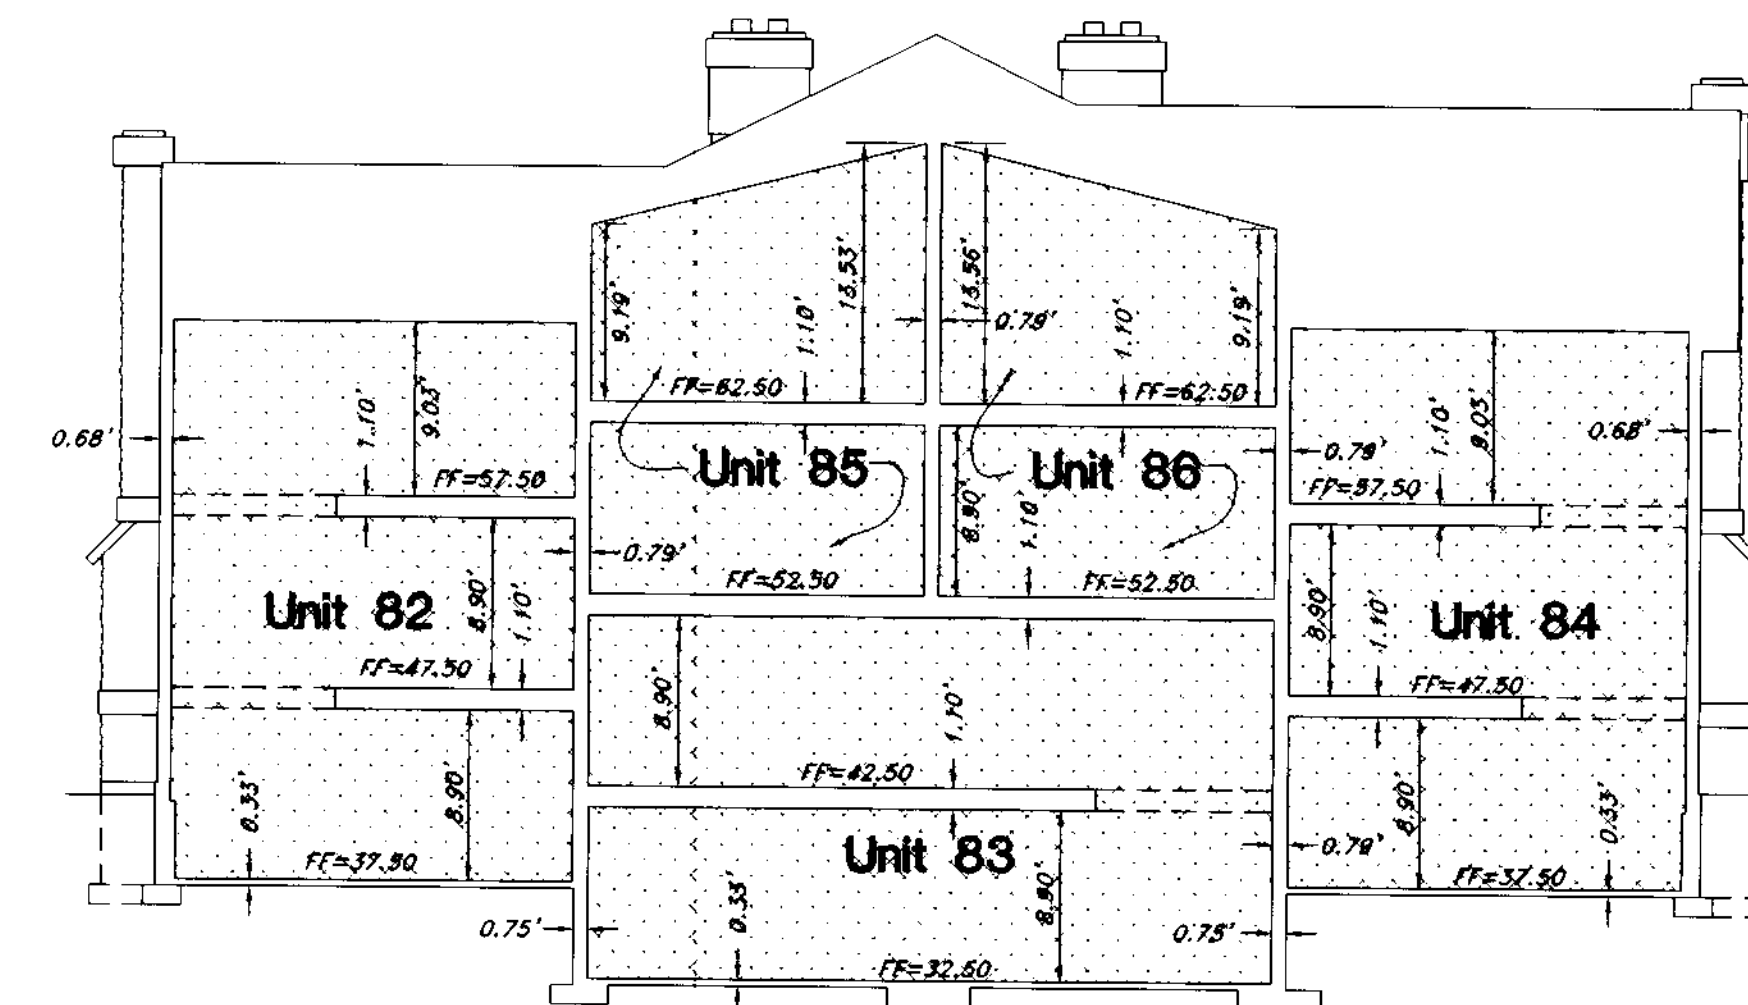 13.53'
13.56'
9.19'
1.10'
0.79'
1.10'
9.19'
FF=62.50
FF=62.50
0.68'
1.10'
9.03'
FF=57.50
Unit 85
Unit 86
0.79'
1.10'
9.03'
0.68'
FF=57.50
8.90'
1.10'
0.79'
FF=52.50
FF=52.50
Unit 82
8.90'
1.10'
8.90'
1.10'
Unit 84
FF=47.50
FF=47.50
8.90'
1.10'
FF=42.50
0.33'
8.90'
FF=37.50
Unit 83
0.79'
8.90'
0.33'
FF=37.50
0.75'
0.33'
8.90'
0.75'
FF=32.50